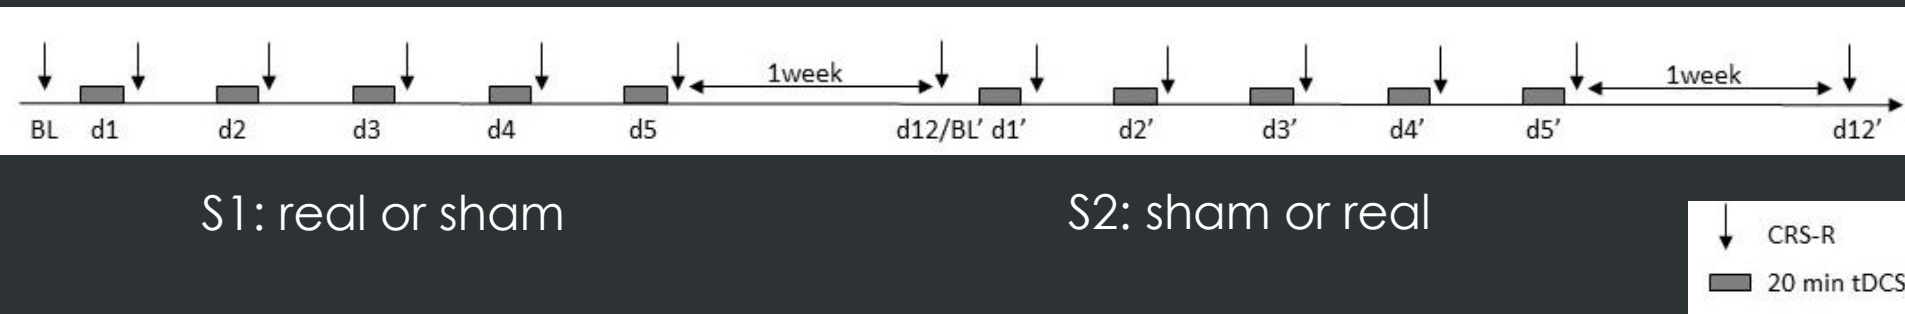 1week 1week
BL d1 d2 d3 d4 d5 d12/BL’ d1’ d2’ d3’ d4’ d5’ d12’
S1: real or sham S2: sham or real
CRS-R
20 min tDCS